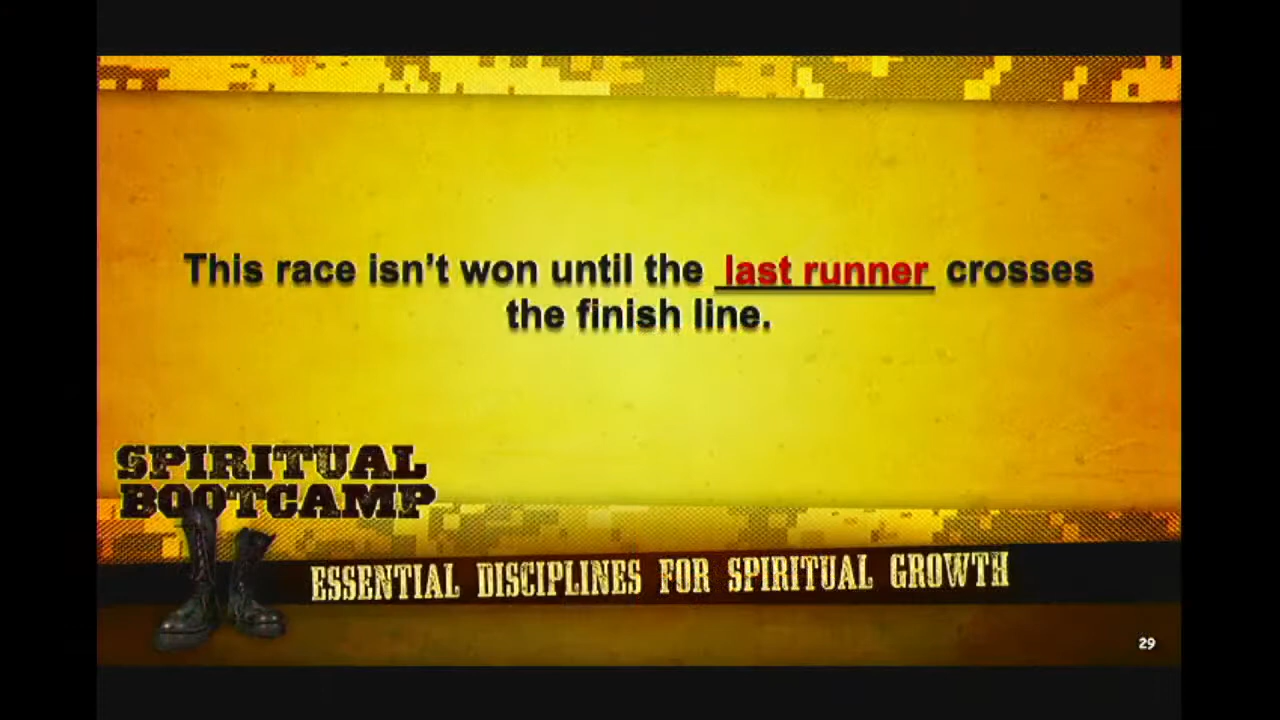 This race isn't won until the last runner crosses
the finish line.
SPIRITUAL
BOOTCAMP
ESSENTIAL DISCIPLINES FOR SPIRITUAL GROWTH
29